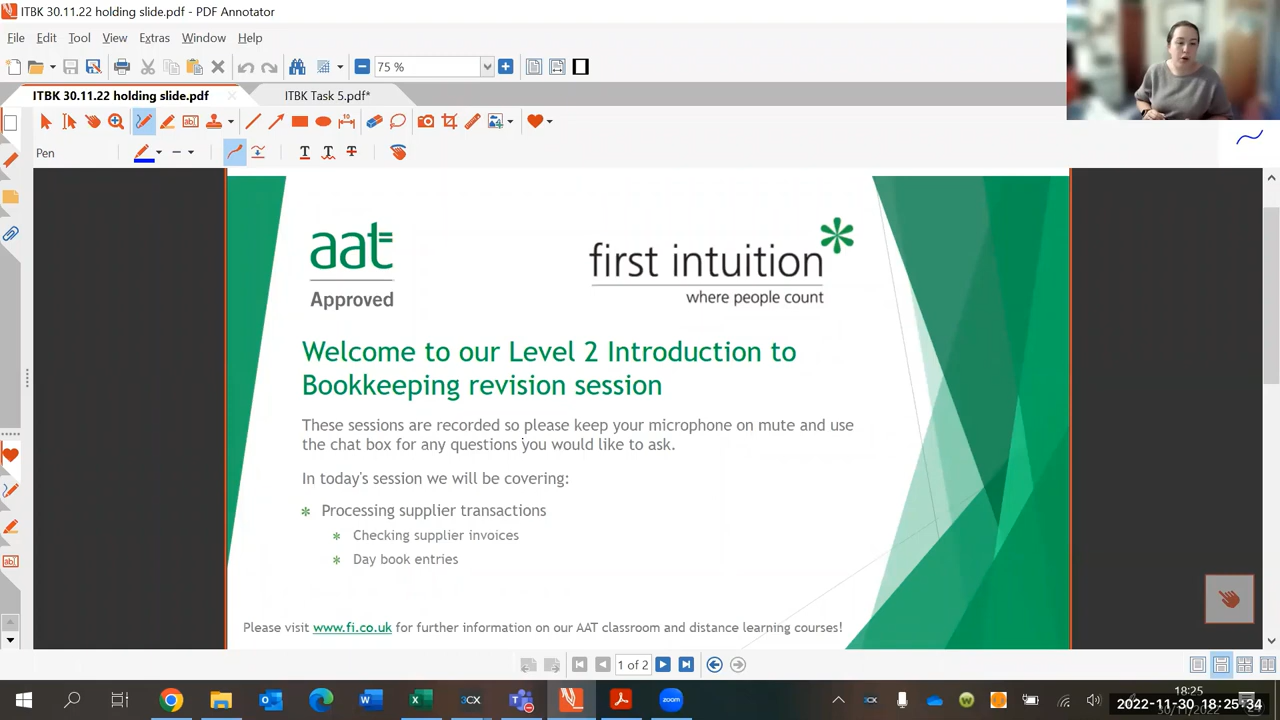 ITBK 30.11.22 holding slide.pdf - PDF Annotator
File Edit Tool View Extras Window Help
75 %
ITBK 30.11.22 holding slide.pdf
ITBK Task 5.pdf*
Pen
aat
Approved
first intuition
where people count
Welcome to our Level 2 Introduction to
Bookkeeping revision session
These sessions are recorded so please keep your microphone on mute and use
the chat box for any questions you would like to ask.
In today's session we will be covering:
Processing supplier transactions
Checking supplier invoices
Day book entries
Please visit www.fi.co.uk for further information on our AAT classroom and distance learning courses!
1 of 2
18:25
2022-11-30 18:25:34